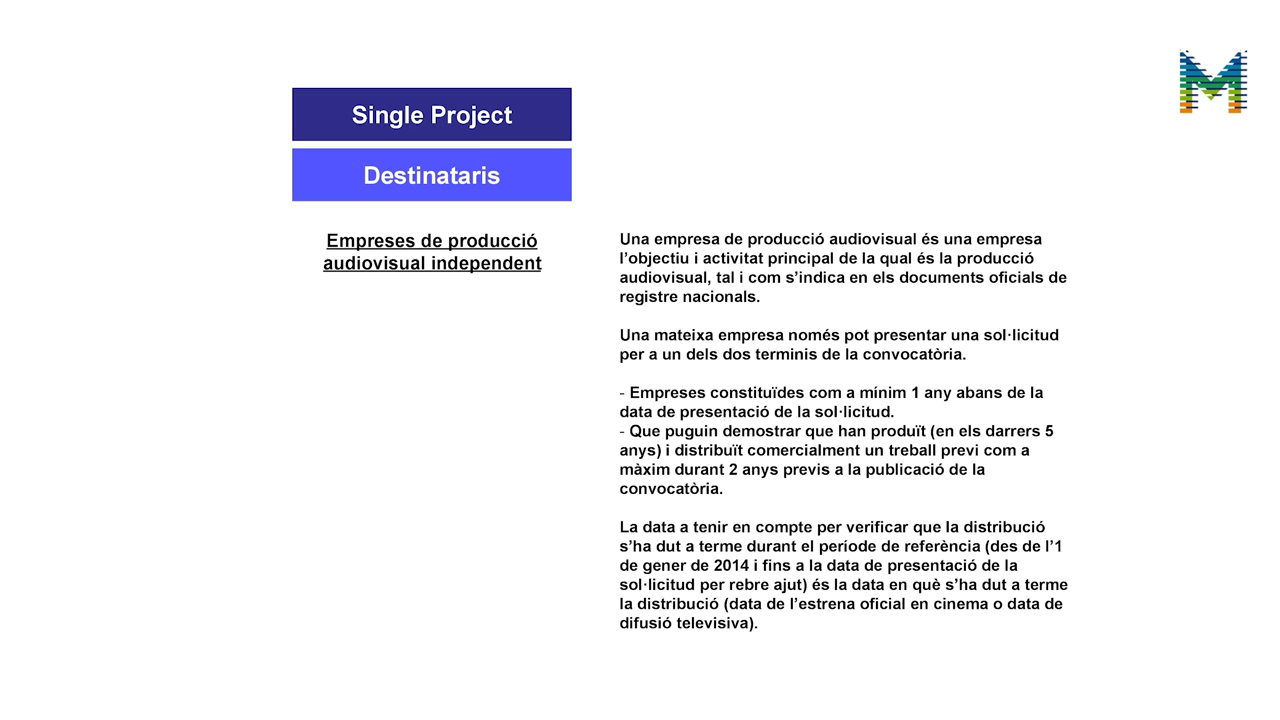 Single Project
Destinataris
Empreses de producció
audiovisual independent
Una empresa de producció audiovisual és una empresa
l’objectiu i activitat principal de la qual és la producció
audiovisual, tal i com s’indica en els documents oficials de
registre nacionals.
Una mateixa empresa només pot presentar una sol·licitud
per a un dels dos terminis de la convocatòria.
- Empreses constituïdes com a mínim 1 any abans de la
data de presentació de la sol·licitud.
- Que puguin demostrar que han produït (en els darrers 5
anys) i distribuït comercialment un treball previ com a
màxim durant 2 anys previs a la publicació de la
convocatòria.
La data a tenir en compte per verificar que la distribució
s’ha dut a terme durant el període de referència (des de l’1
de gener de 2014 i fins a la data de presentació de la
sol·licitud per rebre ajut) és la data en què s’ha dut a terme
la distribució (data de l’estrena oficial en cinema o data de
difusió televisiva).